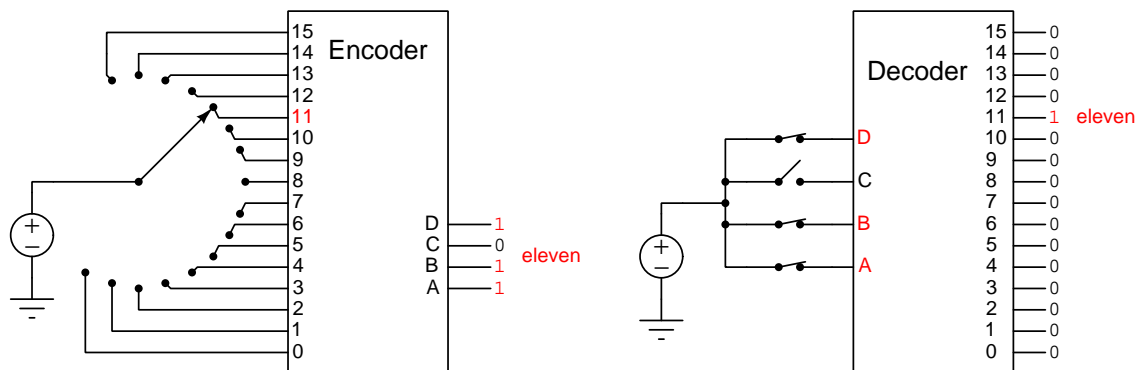 Encoder
15
14
13
12
11
10
9
8
7
6
5
4
3
2
1
0
+
−
D 1
C 0
B 1
A 1
eleven
Decoder
D
C
B
A
+
−
15 0
14 0
13 0
12 0
11 1 eleven
10 0
9 0
8 0
7 0
6 0
5 0
4 0
3 0
2 0
1 0
0 0